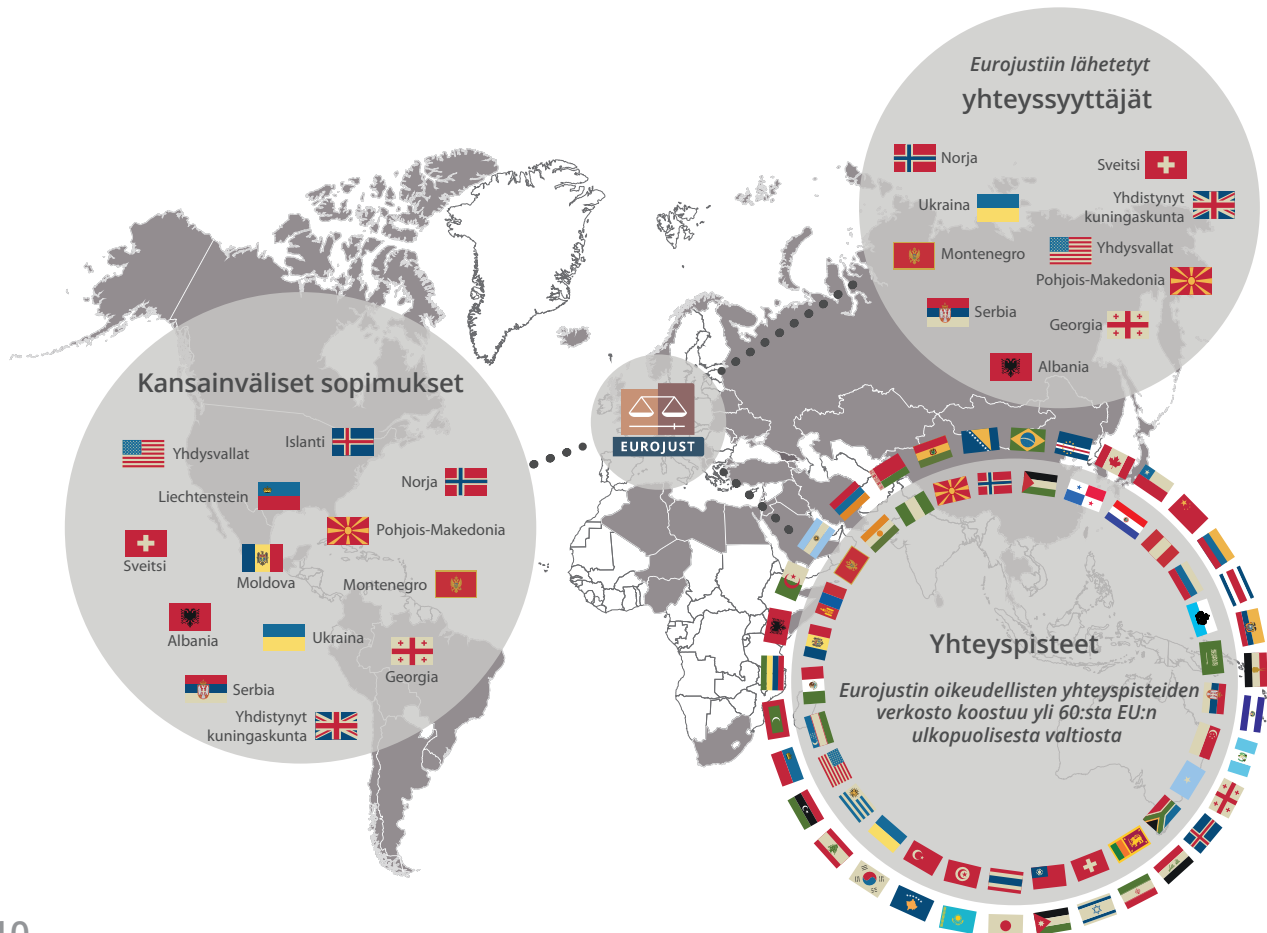 Eurojustiin lähetetyt
yhteyssyyttäjät
Norja
Sveitsi
Ukraina
Yhdistynyt
kuningaskunta
Montenegro
Yhdysvallat
Pohjois-Makedonia
Serbia
Georgia
Albania
EUROJUST
Kansainväliset sopimukset
Yhdysvallat
Islanti
Norja
Liechtenstein
Pohjois-Makedonia
Sveitsi
Moldova
Montenegro
Albania
Ukraina
Georgia
Serbia
Yhdistynyt
kuningaskunta
Yhteyspisteet
Eurojustin oikeudellisten yhteyspisteiden
verkosto koostuu yli 60:sta EU:n
ulkopuolisesta valtiosta